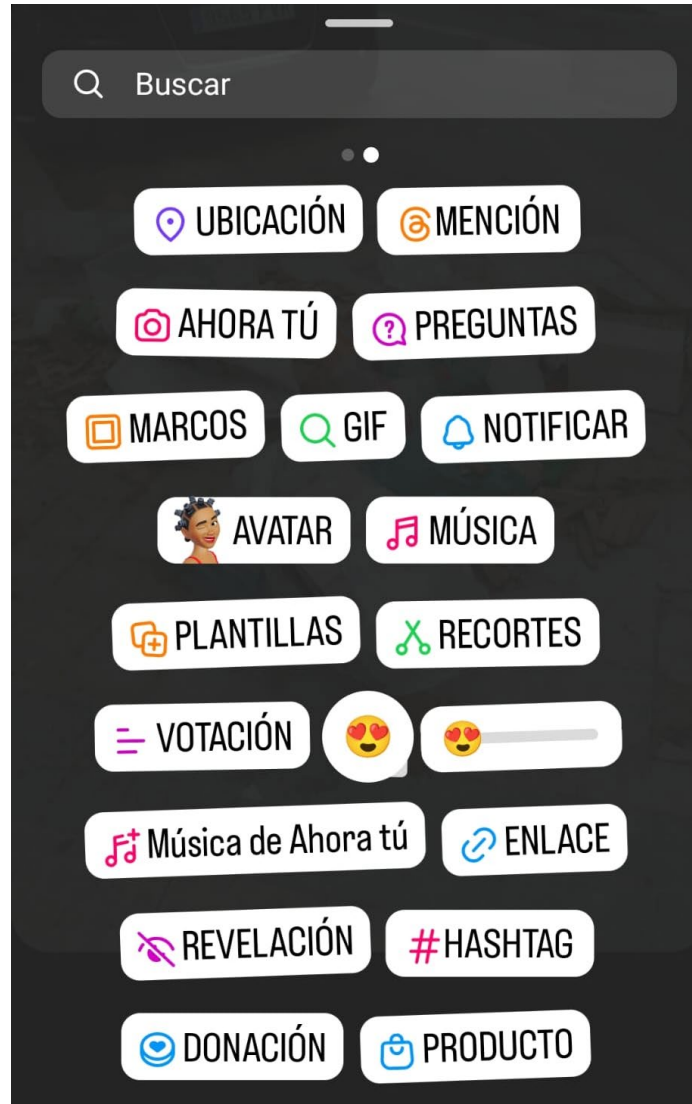 Buscar
UBICACIÓN MENCIÓN
AHORA TÚ PREGUNTAS
MARCOS GIF NOTIFICAR
AVATAR MÚSICA
PLANTILLAS RECORTES
VOTACIÓN
Música de Ahora tú ENLACE
REVELACIÓN #HASHTAG
DONACIÓN PRODUCTO